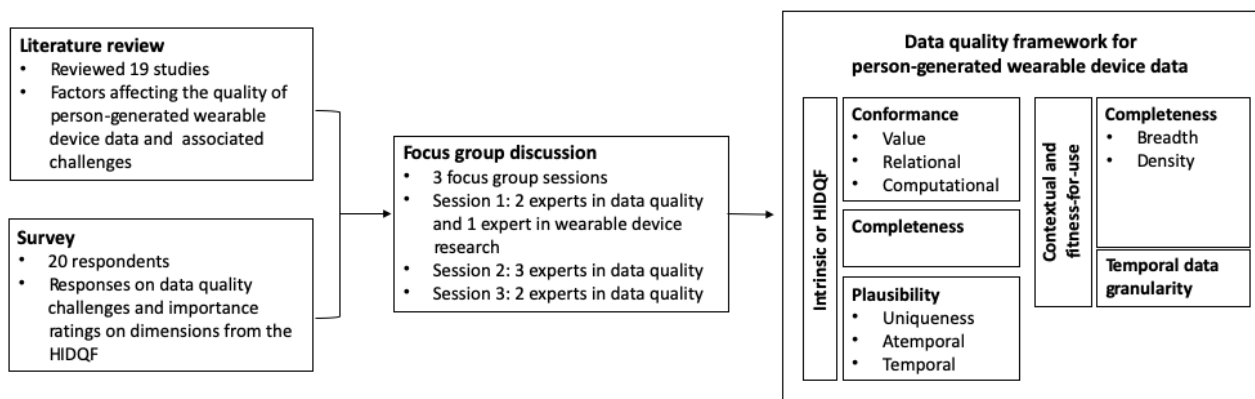 Literature review
• Reviewed 19 studies
• Factors affecting the quality of
person-generated wearable
device data and associated
challenges
Survey
• 20 respondents
• Responses on data quality
challenges and importance
ratings on dimensions from the
HIDQF
Focus group discussion
• 3 focus group sessions
• Session 1: 2 experts in data quality
and 1 expert in wearable device
research
• Session 2: 3 experts in data quality
• Session 3: 2 experts in data quality
Data quality framework for
person-generated wearable device data
Intrinsic or HIDQF
Conformance
• Value
• Relational
• Computational
Completeness
Plausibility
• Uniqueness
• Atemporal
• Temporal
Contextual and
fitness-for-use
Completeness
• Breadth
• Density
Temporal data
granularity